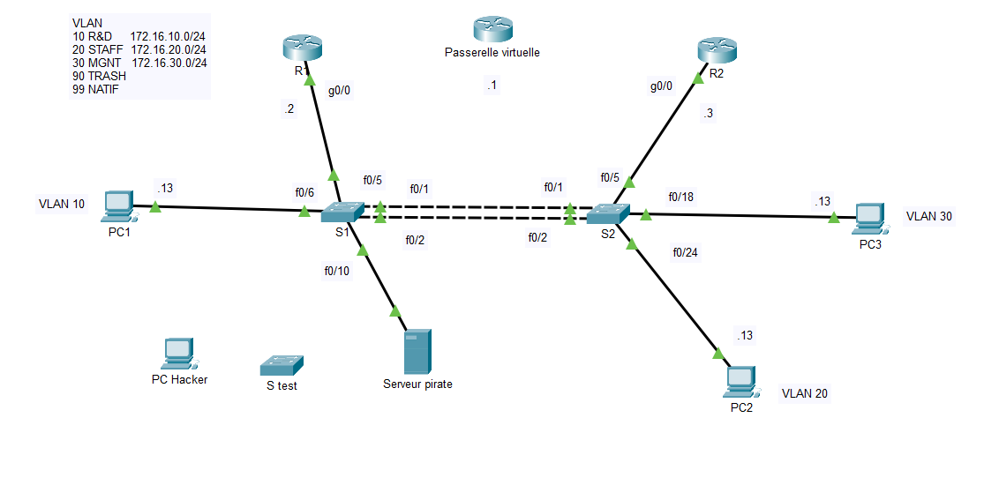 VLAN
10 R&D 172.16.10.0/24
20 STAFF 172.16.20.0/24
30 MGNT 172.16.30.0/24
90 TRASH
99 NATIF
Passerelle virtuelle
.1
R1
g0/0
.2
R2
g0/0
.3
VLAN 10
PC1
.13
f0/6
f0/5
f0/1
S1
f0/2
f0/10
f0/1
f0/5
f0/18
S2
f0/2
f0/24
.13
PC3
VLAN 30
PC Hacker
S test
Serveur pirate
.13
PC2
VLAN 20